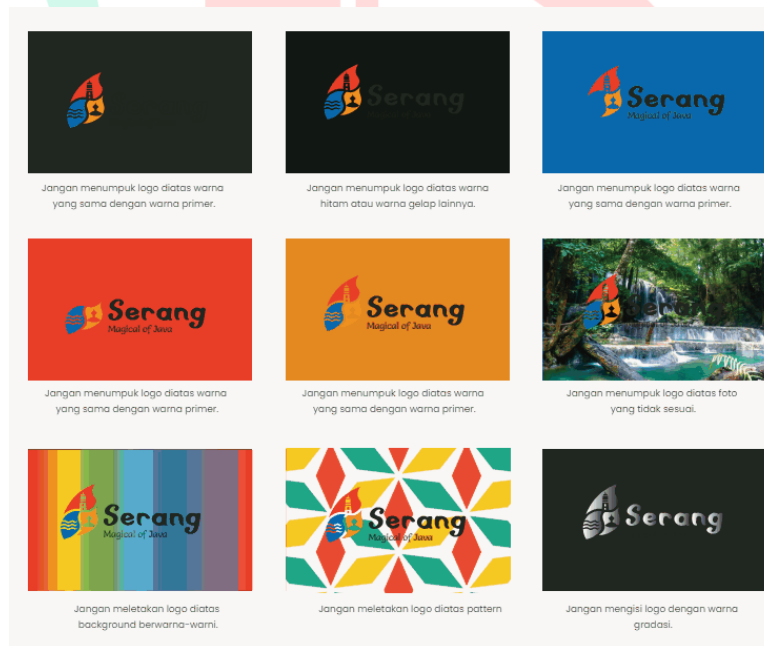 Jangan menumpuk logo diatas warna
yang sama dengan warna primer.
Serang
Jangan menumpuk logo diatas warna
hitam atau warna gelap lainnya.
Serang
Magical of Java
Jangan menumpuk logo diatas warna
yang sama dengan warna primer.
Serang
Magical of Java
Jangan menumpuk logo diatas warna
yang sama dengan warna primer.
Serang
Magical of Java
Jangan menumpuk logo diatas warna
yang sama dengan warna primer.
Jangan menumpuk logo diatas foto
yang tidak sesuai.
Serang
Magical of Java
Jangan meletakan logo diatas
background berwarna-warni.
Serang
Magical of Java
Jangan meletakan logo diatas pattern
Serang
Jangan mengisi logo dengan warna
gradasi.